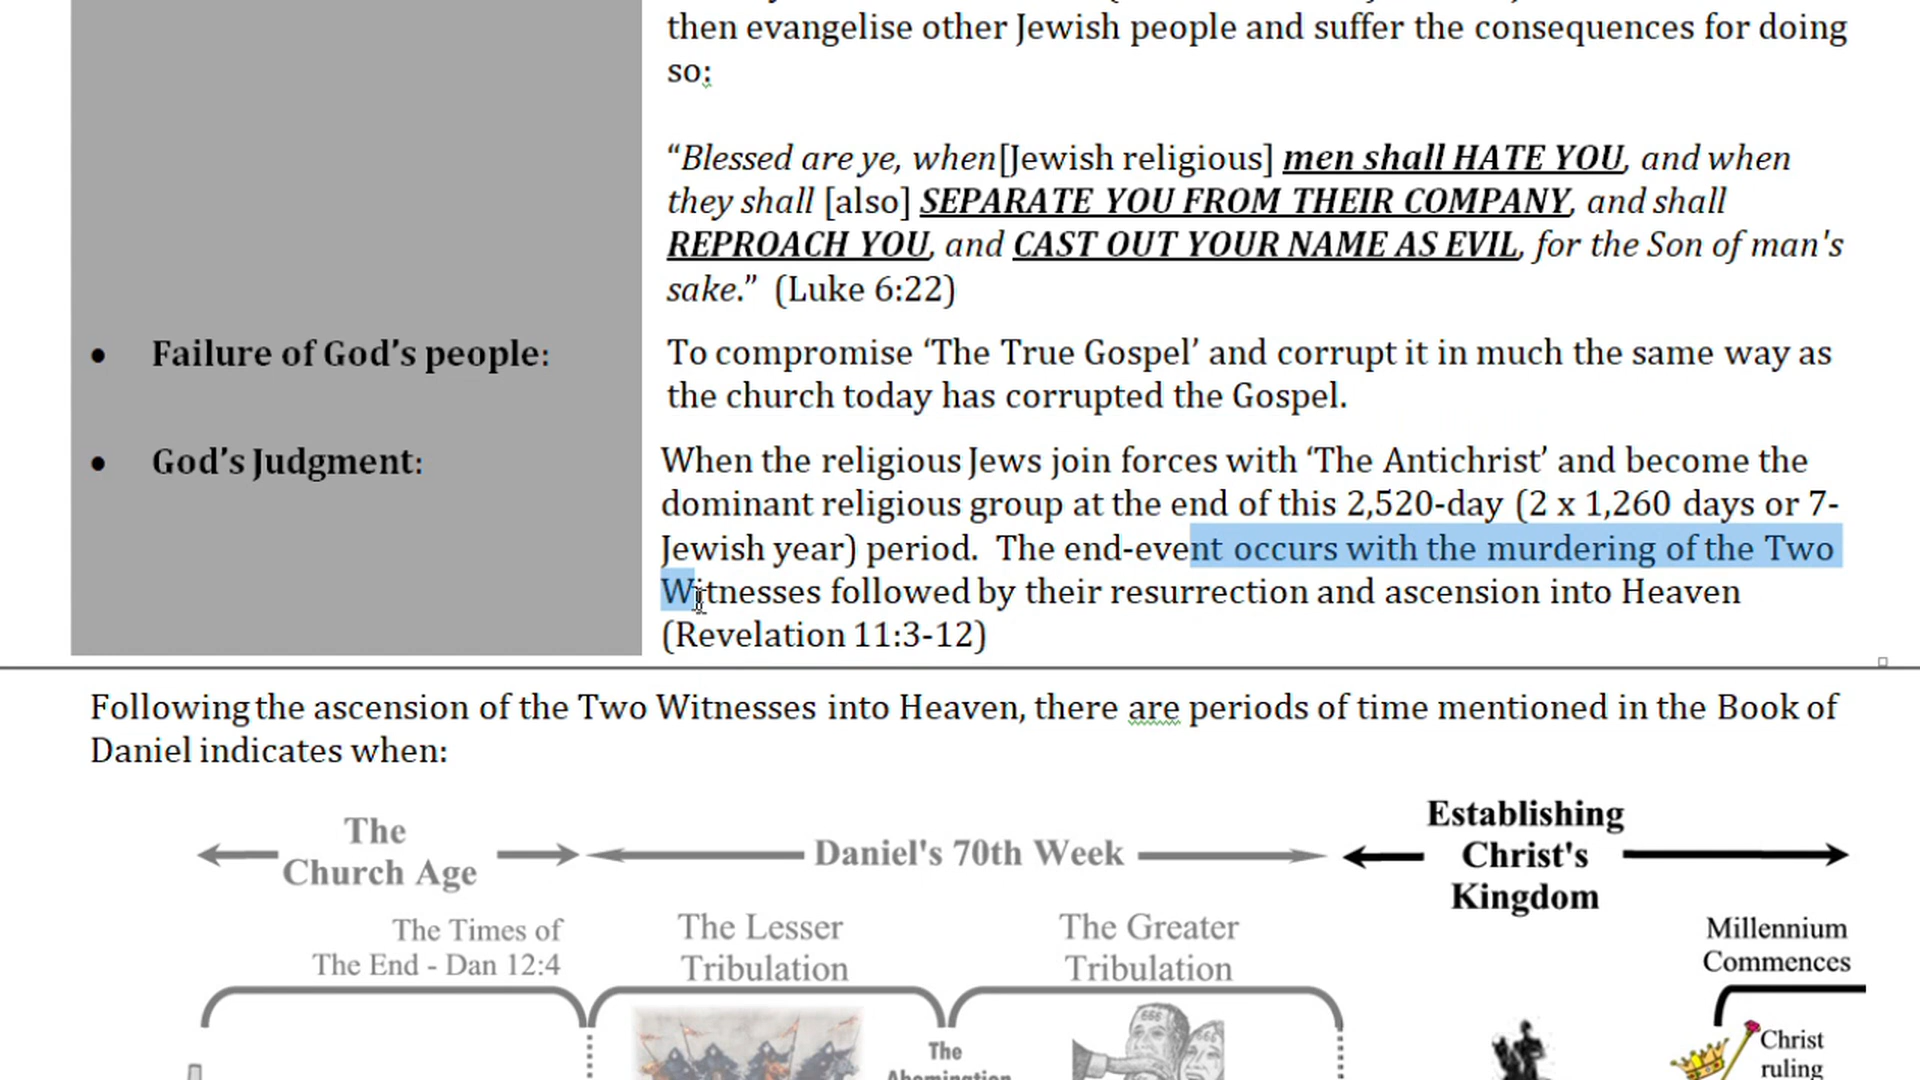 then evangelise other Jewish people and suffer the consequences for doing
so:
“Blessed are ye, when[Jewish religious] men shall HATE YOU, and when
they shall [also] SEPARATE YOU FROM THEIR COMPANY, and shall
REPROACH YOU, and CAST OUT YOUR NAME AS EVIL, for the Son of man's
sake.” (Luke 6:22)
• Failure of God’s people:
To compromise ‘The True Gospel’ and corrupt it in much the same way as
the church today has corrupted the Gospel.
• God’s Judgment:
When the religious Jews join forces with ‘The Antichrist’ and become the
dominant religious group at the end of this 2,520-day (2 x 1,260 days or 7-
Jewish year) period. The end-event occurs with the murdering of the Two
Witnesses followed by their resurrection and ascension into Heaven
(Revelation 11:3-12)
Following the ascension of the Two Witnesses into Heaven, there are periods of time mentioned in the Book of
Daniel indicates when:
The
Church Age
Daniel's 70th Week
Establishing
Christ's
Kingdom
The Times of
The End - Dan 12:4
The Lesser
Tribulation
The Greater
Tribulation
Millennium
Commences
666
666
The
Abomination
Christ
ruling